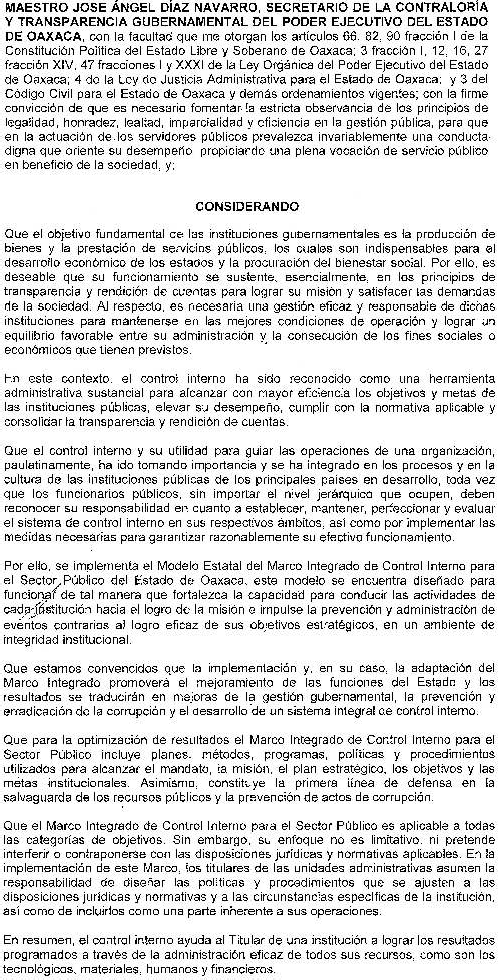 MAESTRO JOSE ÁNGEL DÍAZ NAVARRO, SECRETARIO DE LA CONTRALORÍA
Y TRANSPARENCIA GUBERNAMENTAL DEL PODER EJECUTIVO DEL ESTADO
DE OAXACA, con la facultad que me otorgan los artículos 66, 82, 90 fracción I de la
Constitución Política del Estado Libre y Soberano de Oaxaca; 3 fracción I, 12, 16, 27
fracción XIV, 47 fracciones I y XXXI de la Ley Orgánica del Poder Ejecutivo del Estado
de Oaxaca; 4 de la Ley de Justicia Administrativa para el Estado de Oaxaca; y 3 del
Código Civil para el Estado de Oaxaca y demás ordenamientos vigentes; con la firme
convicción de que es necesario fomentar la estricta observancia de los principios de
legalidad, honradez, lealtad, imparcialidad y eficiencia en la gestión pública, para que
en la actuación de los servidores públicos prevalezca invariablemente una conducta
digna que oriente su desempeño propiciando una plena vocación de servicio público
en beneficio de la sociedad, y;
CONSIDERANDO
Que el objetivo fundamental de las instituciones gubernamentales es la producción de
bienes y la prestación de servicios públicos, los cuales son indispensables para el
desarrollo económico de los estados y la procuración del bienestar social. Por ello, es
deseable que su funcionamiento se sustente, esencialmente, en los principios de
transparencia y rendición de cuentas para lograr su misión y satisfacer las demandas
de la sociedad. Al respecto, es necesaria una gestión eficaz y responsable de dichas
instituciones para mantenerse en las mejores condiciones de operación y lograr un
equilibrio favorable entre su administración y la consecución de los fines sociales o
económicos que tienen previstos.
En este contexto, el control interno ha sido reconocido como una herramienta
administrativa sustancial para alcanzar con mayor eficiencia los objetivos y metas de
las instituciones públicas, elevar su desempeño, cumplir con la normativa aplicable y
consolidar la transparencia y rendición de cuentas.
Que el control interno y su utilidad para guiar las operaciones de una organización,
paulatinamente, ha ido tomando importancia y se ha integrado en los procesos y en la
cultura de las instituciones públicas de los principales países en desarrollo, toda vez
que los funcionarios públicos, sin importar el nivel jerárquico que ocupen, deben
reconocer su responsabilidad en cuanto a establecer, mantener, perfeccionar y evaluar
el sistema de control interno en sus respectivos ámbitos, así como por implementar las
medidas necesarias para garantizar razonablemente su efectivo funcionamiento.
Por ello, se implementa el Modelo Estatal del Marco Integrado de Control Interno para
el Sector Público del Estado de Oaxaca, este modelo se encuentra diseñado para
funcionar de tal manera que fortalezca la capacidad para conducir las actividades de
cada institución hacia el logro de la misión e impulse la prevención y administración de
eventos contrarios al logro eficaz de sus objetivos estratégicos, en un ambiente de
integridad institucional.
Que estamos convencidos que la implementación y, en su caso, la adaptación del
Marco Integrado promoverá el mejoramiento de las funciones del Estado y los
resultados se traducirán en mejoras de la gestión gubernamental, la prevención y
erradicación de la corrupción y el desarrollo de un sistema integral de control interno.
Que para la optimización de resultados el Marco Integrado de Control Interno para el
Sector Público incluye planes, métodos, programas, políticas y procedimientos
utilizados para alcanzar el mandato, la misión, el plan estratégico, los objetivos y las
metas institucionales. Asimismo, constituye la primera línea de defensa en la
salvaguarda de los recursos públicos y la prevención de actos de corrupción.
Que el Marco Integrado de Control Interno para el Sector Público es aplicable a todas
las categorías de objetivos. Sin embargo, su enfoque no es limitativo, ni pretende
interferir o contraponerse con las disposiciones jurídicas y normativas aplicables. En la
implementación de este Marco, los titulares de las unidades administrativas asumen la
responsabilidad de diseñar las políticas y procedimientos que se ajusten a las
disposiciones jurídicas y normativas y a las circunstancias específicas de la institución,
así como de incluirlos como una parte inherente a sus operaciones.
En resumen, el control interno ayuda al Titular de una institución a lograr los resultados
programados a través de la administración eficaz de todos sus recursos, como son los
tecnológicos, materiales, humanos y financieros.